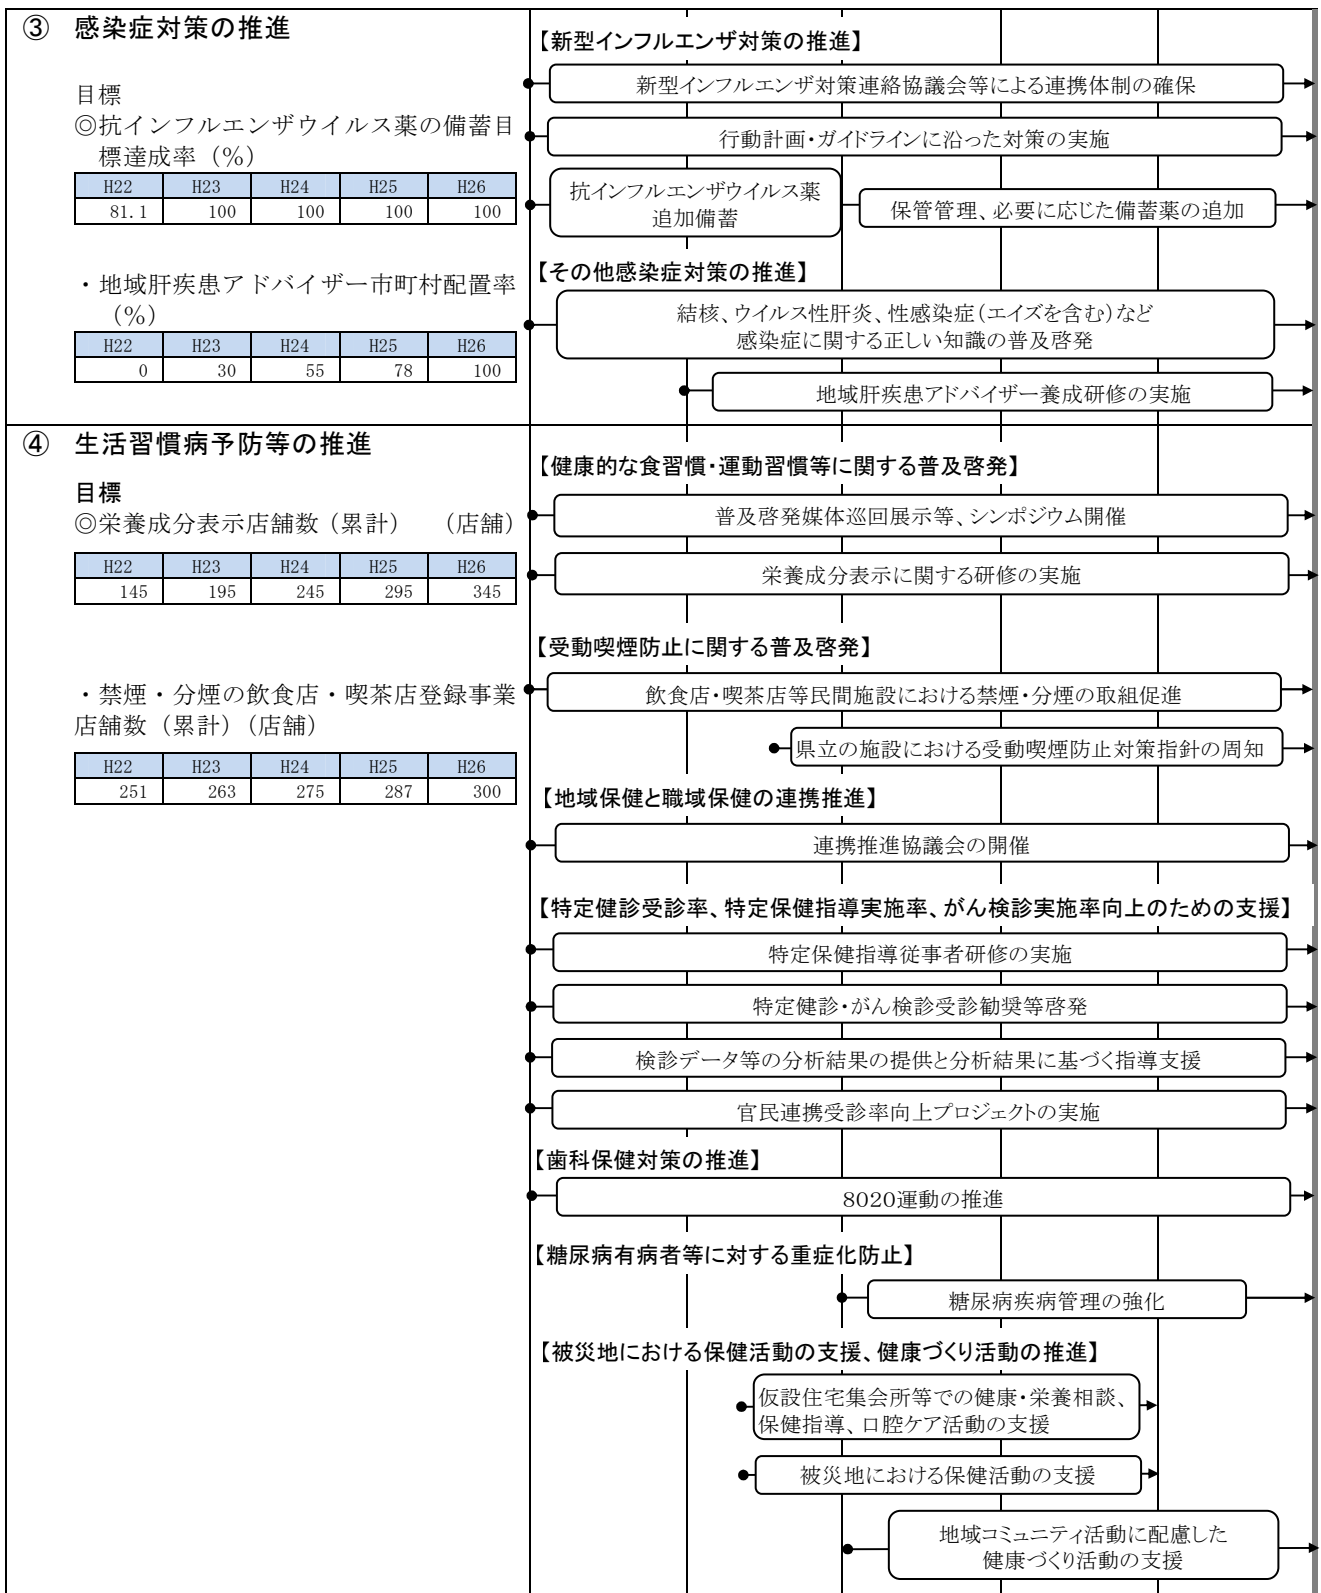 ③ 感染症対策の推進
目標
◎抗インフルエンザウイルス薬の備蓄目
標達成率（%）
H22 H23 H24 H25 H26
81.1 100 100 100 100
・地域肝疾患アドバイザー市町村配置率
（%）
H22 H23 H24 H25 H26
0 30 55 78 100
【新型インフルエンザ対策の推進】
新型インフルエンザ対策連絡協議会等による連携体制の確保
行動計画・ガイドラインに沿った対策の実施
抗インフルエンザウイルス薬
追加備蓄
保管管理、必要に応じた備蓄薬の追加
【その他感染症対策の推進】
結核、ウイルス性肝炎、性感染症（エイズを含む）など
感染症に関する正しい知識の普及啓発
地域肝疾患アドバイザー養成研修の実施
④ 生活習慣病予防等の推進
目標
◎栄養成分表示店舗数（累計） （店舗）
H22 H23 H24 H25 H26
145 195 245 295 345
・禁煙・分煙の飲食店・喫茶店登録事業
店舗数（累計）（店舗）
H22 H23 H24 H25 H26
251 263 275 287 300
【健康的な食習慣・運動習慣等に関する普及啓発】
普及啓発媒体巡回展示等、シンポジウム開催
栄養成分表示に関する研修の実施
【受動喫煙防止に関する普及啓発】
飲食店・喫茶店等民間施設における禁煙・分煙の取組促進
県立の施設における受動喫煙防止対策指針の周知
【地域保健と職域保健の連携推進】
連携推進協議会の開催
【特定健診受診率、特定保健指導実施率、がん検診実施率向上のための支援】
特定保健指導従事者研修の実施
特定健診・がん検診受診勧奨等啓発
検診データ等の分析結果の提供と分析結果に基づく指導支援
官民連携受診率向上プロジェクトの実施
【歯科保健対策の推進】
8020運動の推進
【糖尿病有病者等に対する重症化防止】
糖尿病疾病管理の強化
【被災地における保健活動の支援、健康づくり活動の推進】
仮設住宅集会所等での健康・栄養相談、
保健指導、口腔ケア活動の支援
被災地における保健活動の支援
地域コミュニティ活動に配慮した
健康づくり活動の支援